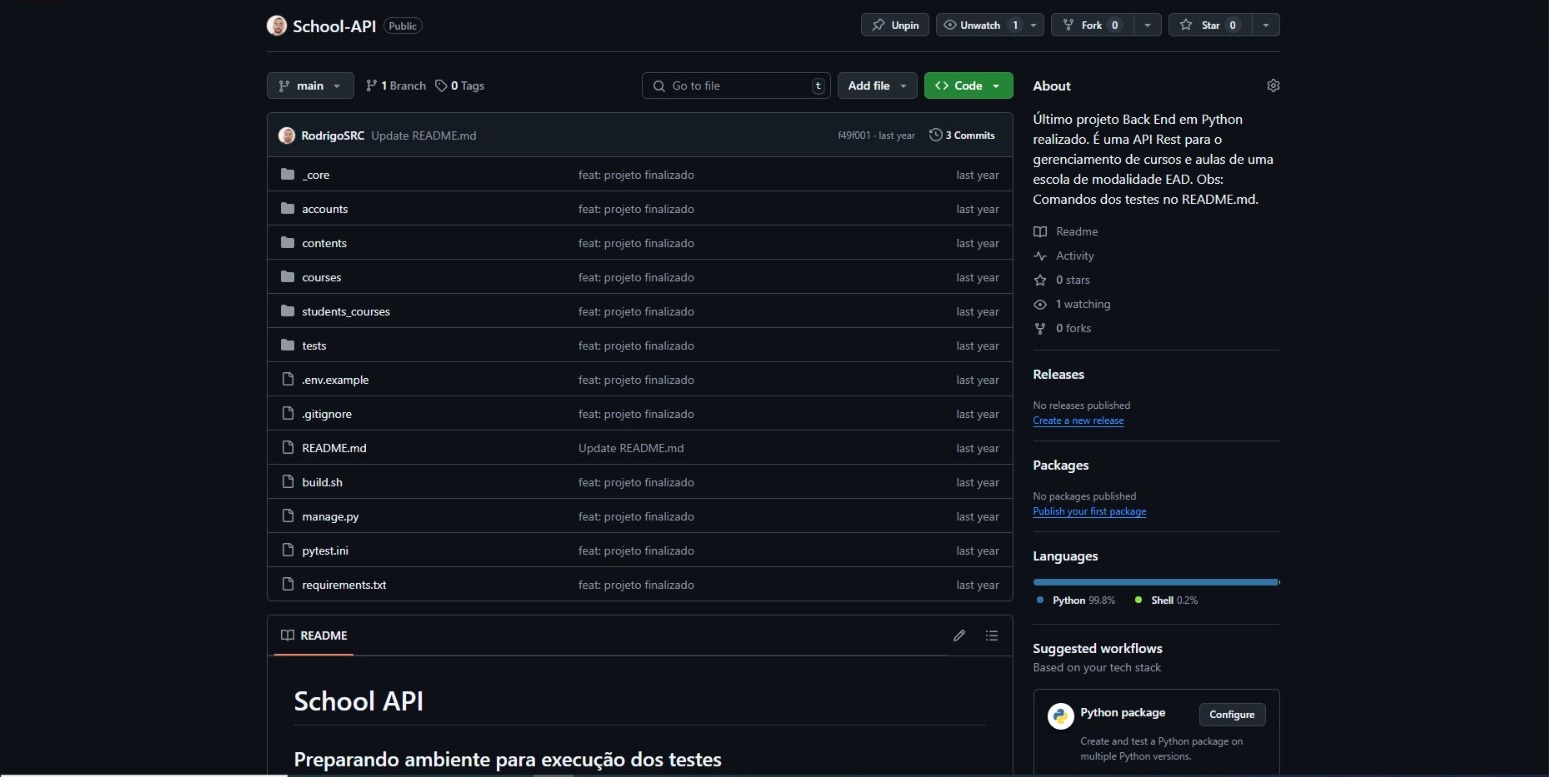 School-API Public Unpin Unwatch 1 Fork 0 Star 0
main 1 Branch 0 Tags Go to file t Add file Code
RodrigoSRC Update README.md f49f001 · last year 3 Commits
_core feat: projeto finalizado last year
accounts feat: projeto finalizado last year
contents feat: projeto finalizado last year
courses feat: projeto finalizado last year
students_courses feat: projeto finalizado last year
tests feat: projeto finalizado last year
.env.example feat: projeto finalizado last year
.gitignore feat: projeto finalizado last year
README.md Update README.md last year
build.sh feat: projeto finalizado last year
manage.py feat: projeto finalizado last year
pytest.ini feat: projeto finalizado last year
requirements.txt feat: projeto finalizado last year
README
School API
Preparando ambiente para execução dos testes
About
Último projeto Back End em Python
realizado. É uma API Rest para o
gerenciamento de cursos e aulas de uma
escola de modalidade EAD. Obs:
Comandos dos testes no README.md.
Readme
Activity
0 stars
1 watching
0 forks
Releases
No releases published
Create a new release
Packages
No packages published
Publish your first package
Languages
Python 99.8% Shell 0.2%
Suggested workflows
Based on your tech stack
Python package Configure
Create and test a Python package on
multiple Python versions.